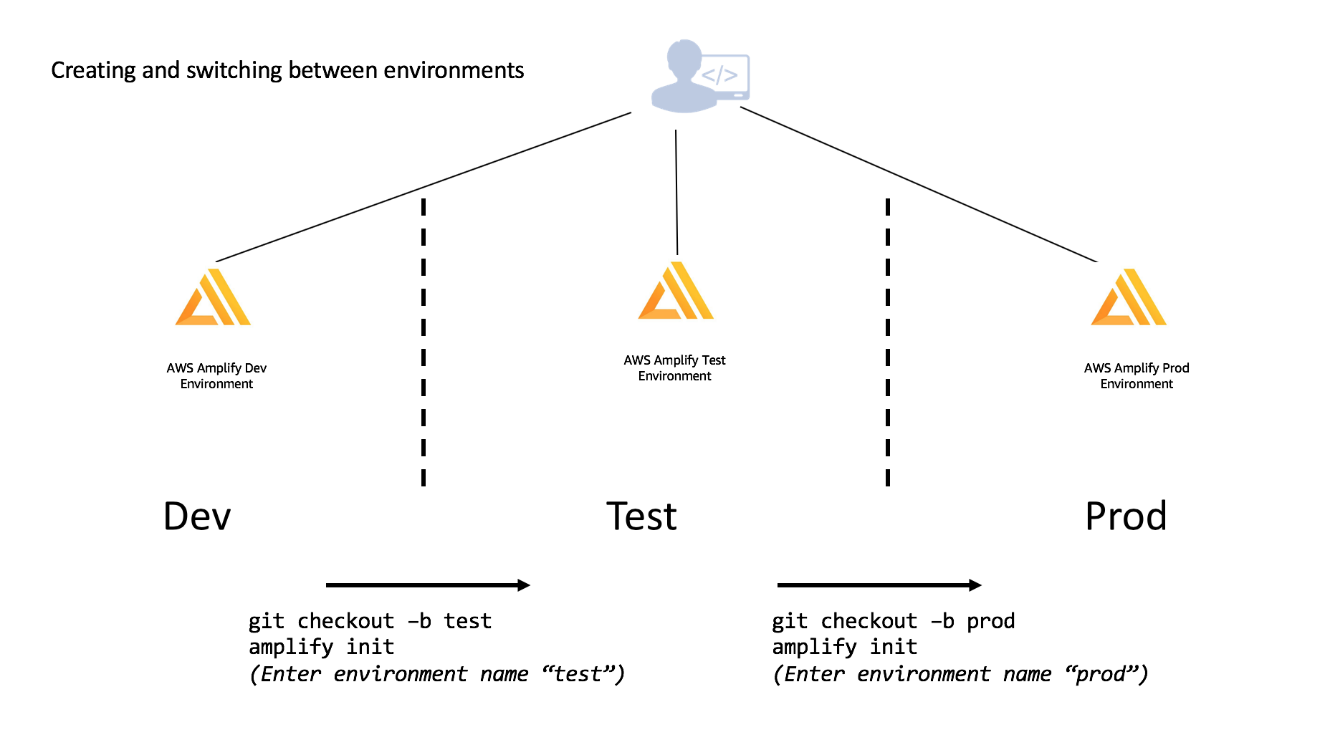 Creating and switching between environments
</>
AWS Amplify Dev
Environment
AWS Amplify Test
Environment
AWS Amplify Prod
Environment
Dev
Test
Prod
git checkout –b test
amplify init
(Enter environment name “test”)
git checkout –b prod
amplify init
(Enter environment name “prod”)